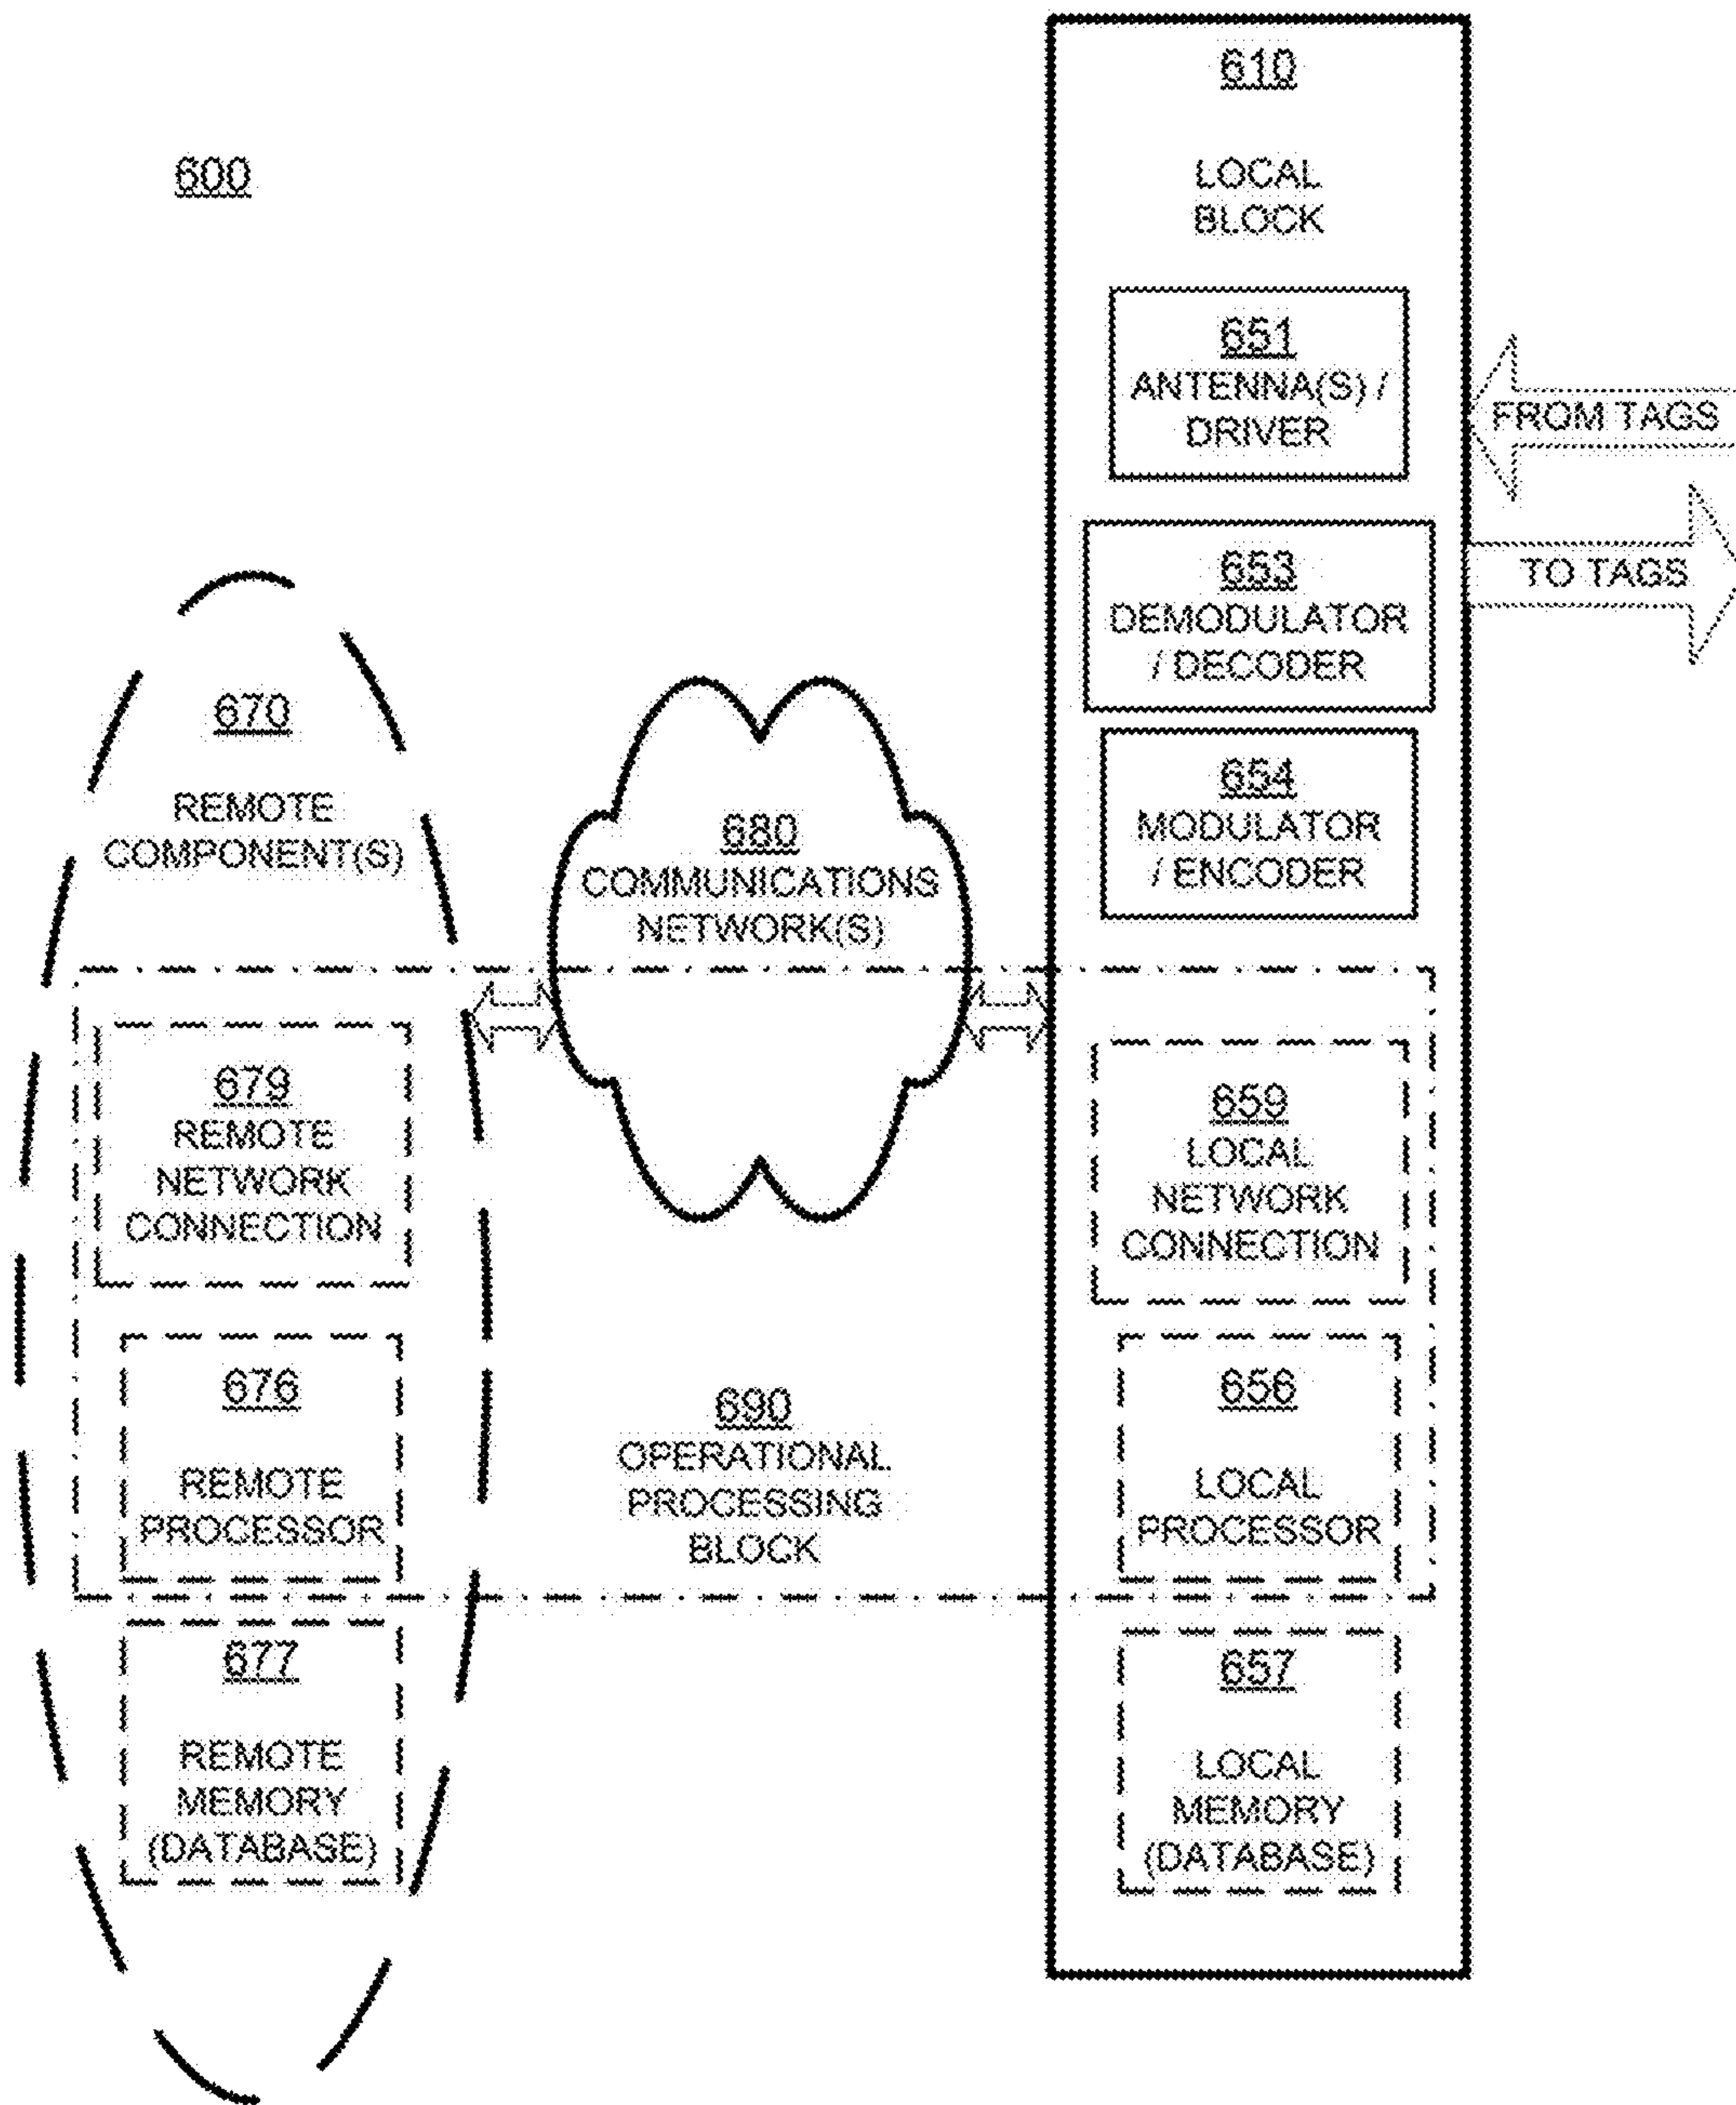 600
610
LOCAL
BLOCK
651
ANTENNA(S) /
DRIVER
FROM TAGS
TO TAGS
653
DEMODULATOR
/ DECODER
654
MODULATOR
/ ENCODER
670
REMOTE
COMPONENT(S)
680
COMMUNICATIONS
NETWORK(S)
679
REMOTE
NETWORK
CONNECTION
659
LOCAL
NETWORK
CONNECTION
676
REMOTE
PROCESSOR
690
OPERATIONAL
PROCESSING
BLOCK
656
LOCAL
PROCESSOR
677
REMOTE
MEMORY
(DATABASE)
657
LOCAL
MEMORY
(DATABASE)